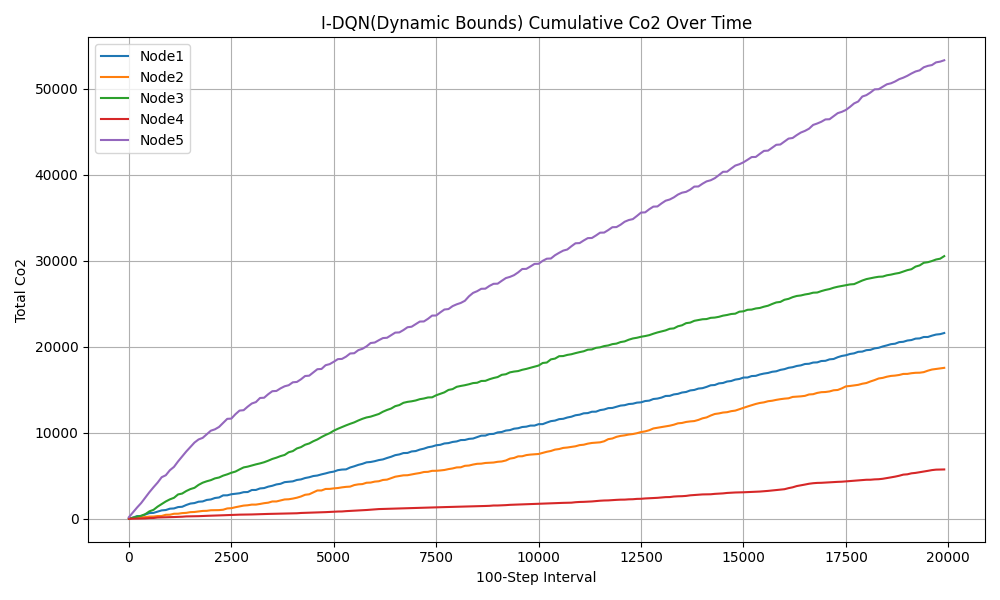 I-DQN(Dynamic Bounds) Cumulative Co2 Over Time
Node1
Node2
Node3
Node4
Node5
Total Co2
50000
40000
30000
20000
10000
0
0 2500 5000 7500 10000 12500 15000 17500 20000
100-Step Interval